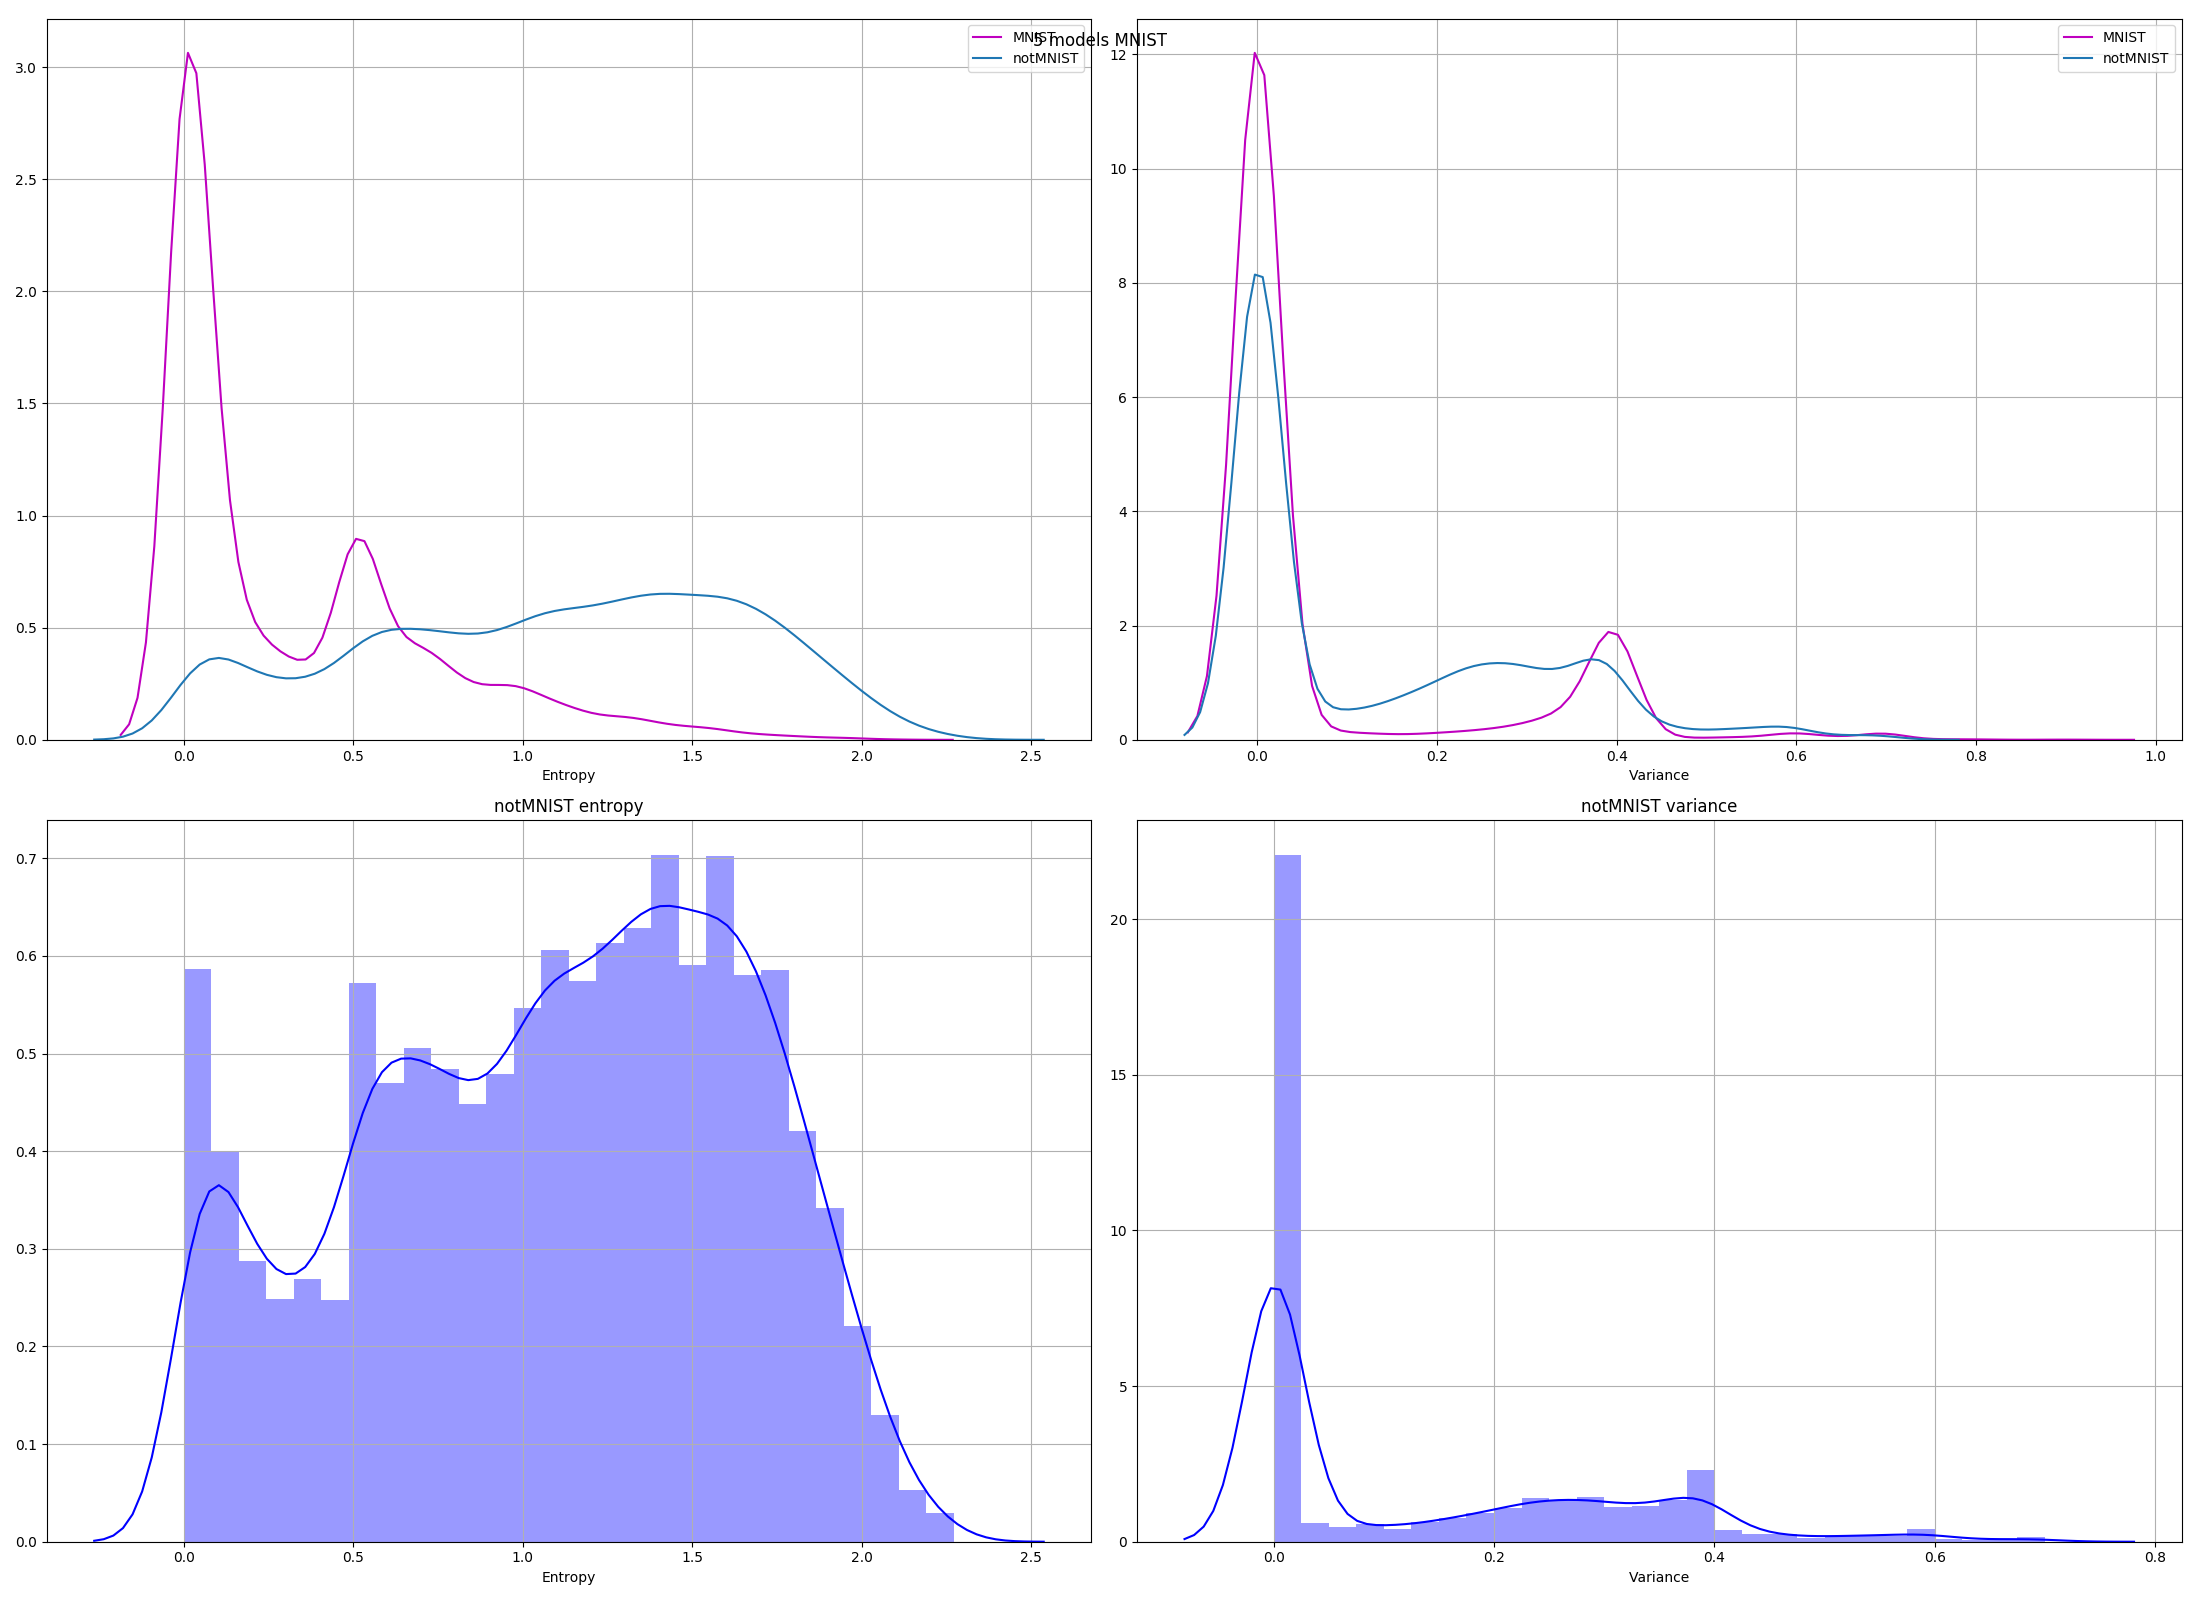 5 models MNIST
MNIST
notMNIST
3.0
2.5
2.0
1.5
1.0
0.5
0.0
0.0 0.5 1.0 1.5 2.0 2.5
Entropy
MNIST
notMNIST
12
10
8
6
4
2
0
0.0 0.2 0.4 0.6 0.8 1.0
Variance
notMNIST entropy
0.7
0.6
0.5
0.4
0.3
0.2
0.1
0.0
0.0 0.5 1.0 1.5 2.0 2.5
Entropy
notMNIST variance
20
15
10
5
0
0.0 0.2 0.4 0.6 0.8
Variance